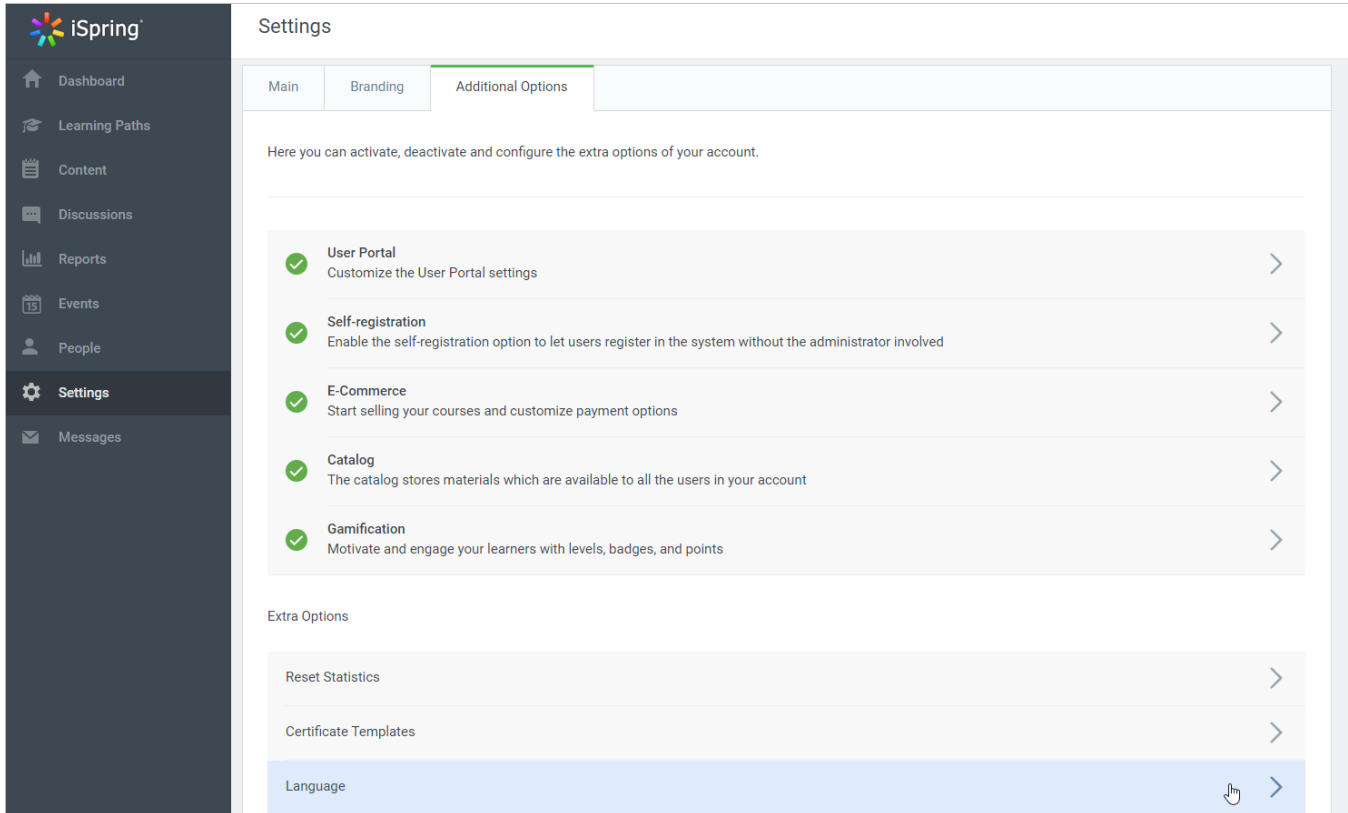 iSpring
Settings
Dashboard
Learning Paths
Content
Discussions
15
Reports
Events
People
Settings
Messages
Main
Branding
Additional Options
Here you can activate, deactivate and configure the extra options of your account.
User Portal
Customize the User Portal settings
Self-registration
Enable the self-registration option to let users register in the system without the administrator involved
E-Commerce
Start selling your courses and customize payment options
Catalog
The catalog stores materials which are available to all the users in your account
Gamification
Motivate and engage your learners with levels, badges, and points
Extra Options
Reset Statistics
Certificate Templates
Language